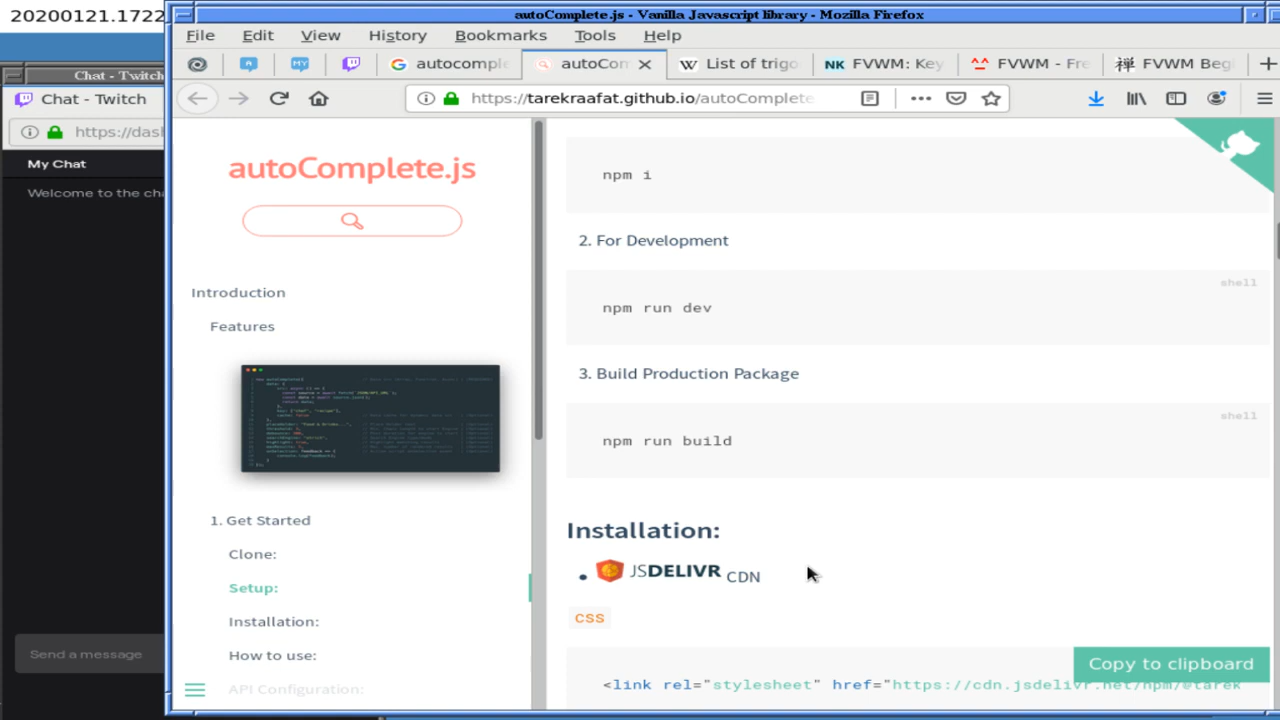 20200121.1722
autoComplete.js - Vanilla Javascript library - Mozilla Firefox
File Edit View History Bookmarks Tools Help
Chat - Twitch
autocomple
autoCom
List of trigo
FVWM: Key
FVWM - Fre
FVWM Beg
Chat - Twitch
https://tarekraafat.github.io/autoComplete
https://das
My Chat
Welcome to the cha
Send a message
autoComplete.js
Introduction
Features
1. Get Started
Clone:
Setup:
Installation:
How to use:
API Configuration:
npm i
2. For Development
shell
npm run dev
3. Build Production Package
shell
npm run build
Installation:
JSDELIVR CDN
CSS
Copy to clipboard
<link rel="stylesheet" href="https://cdn.jsdelivr.net/npm/@tarek